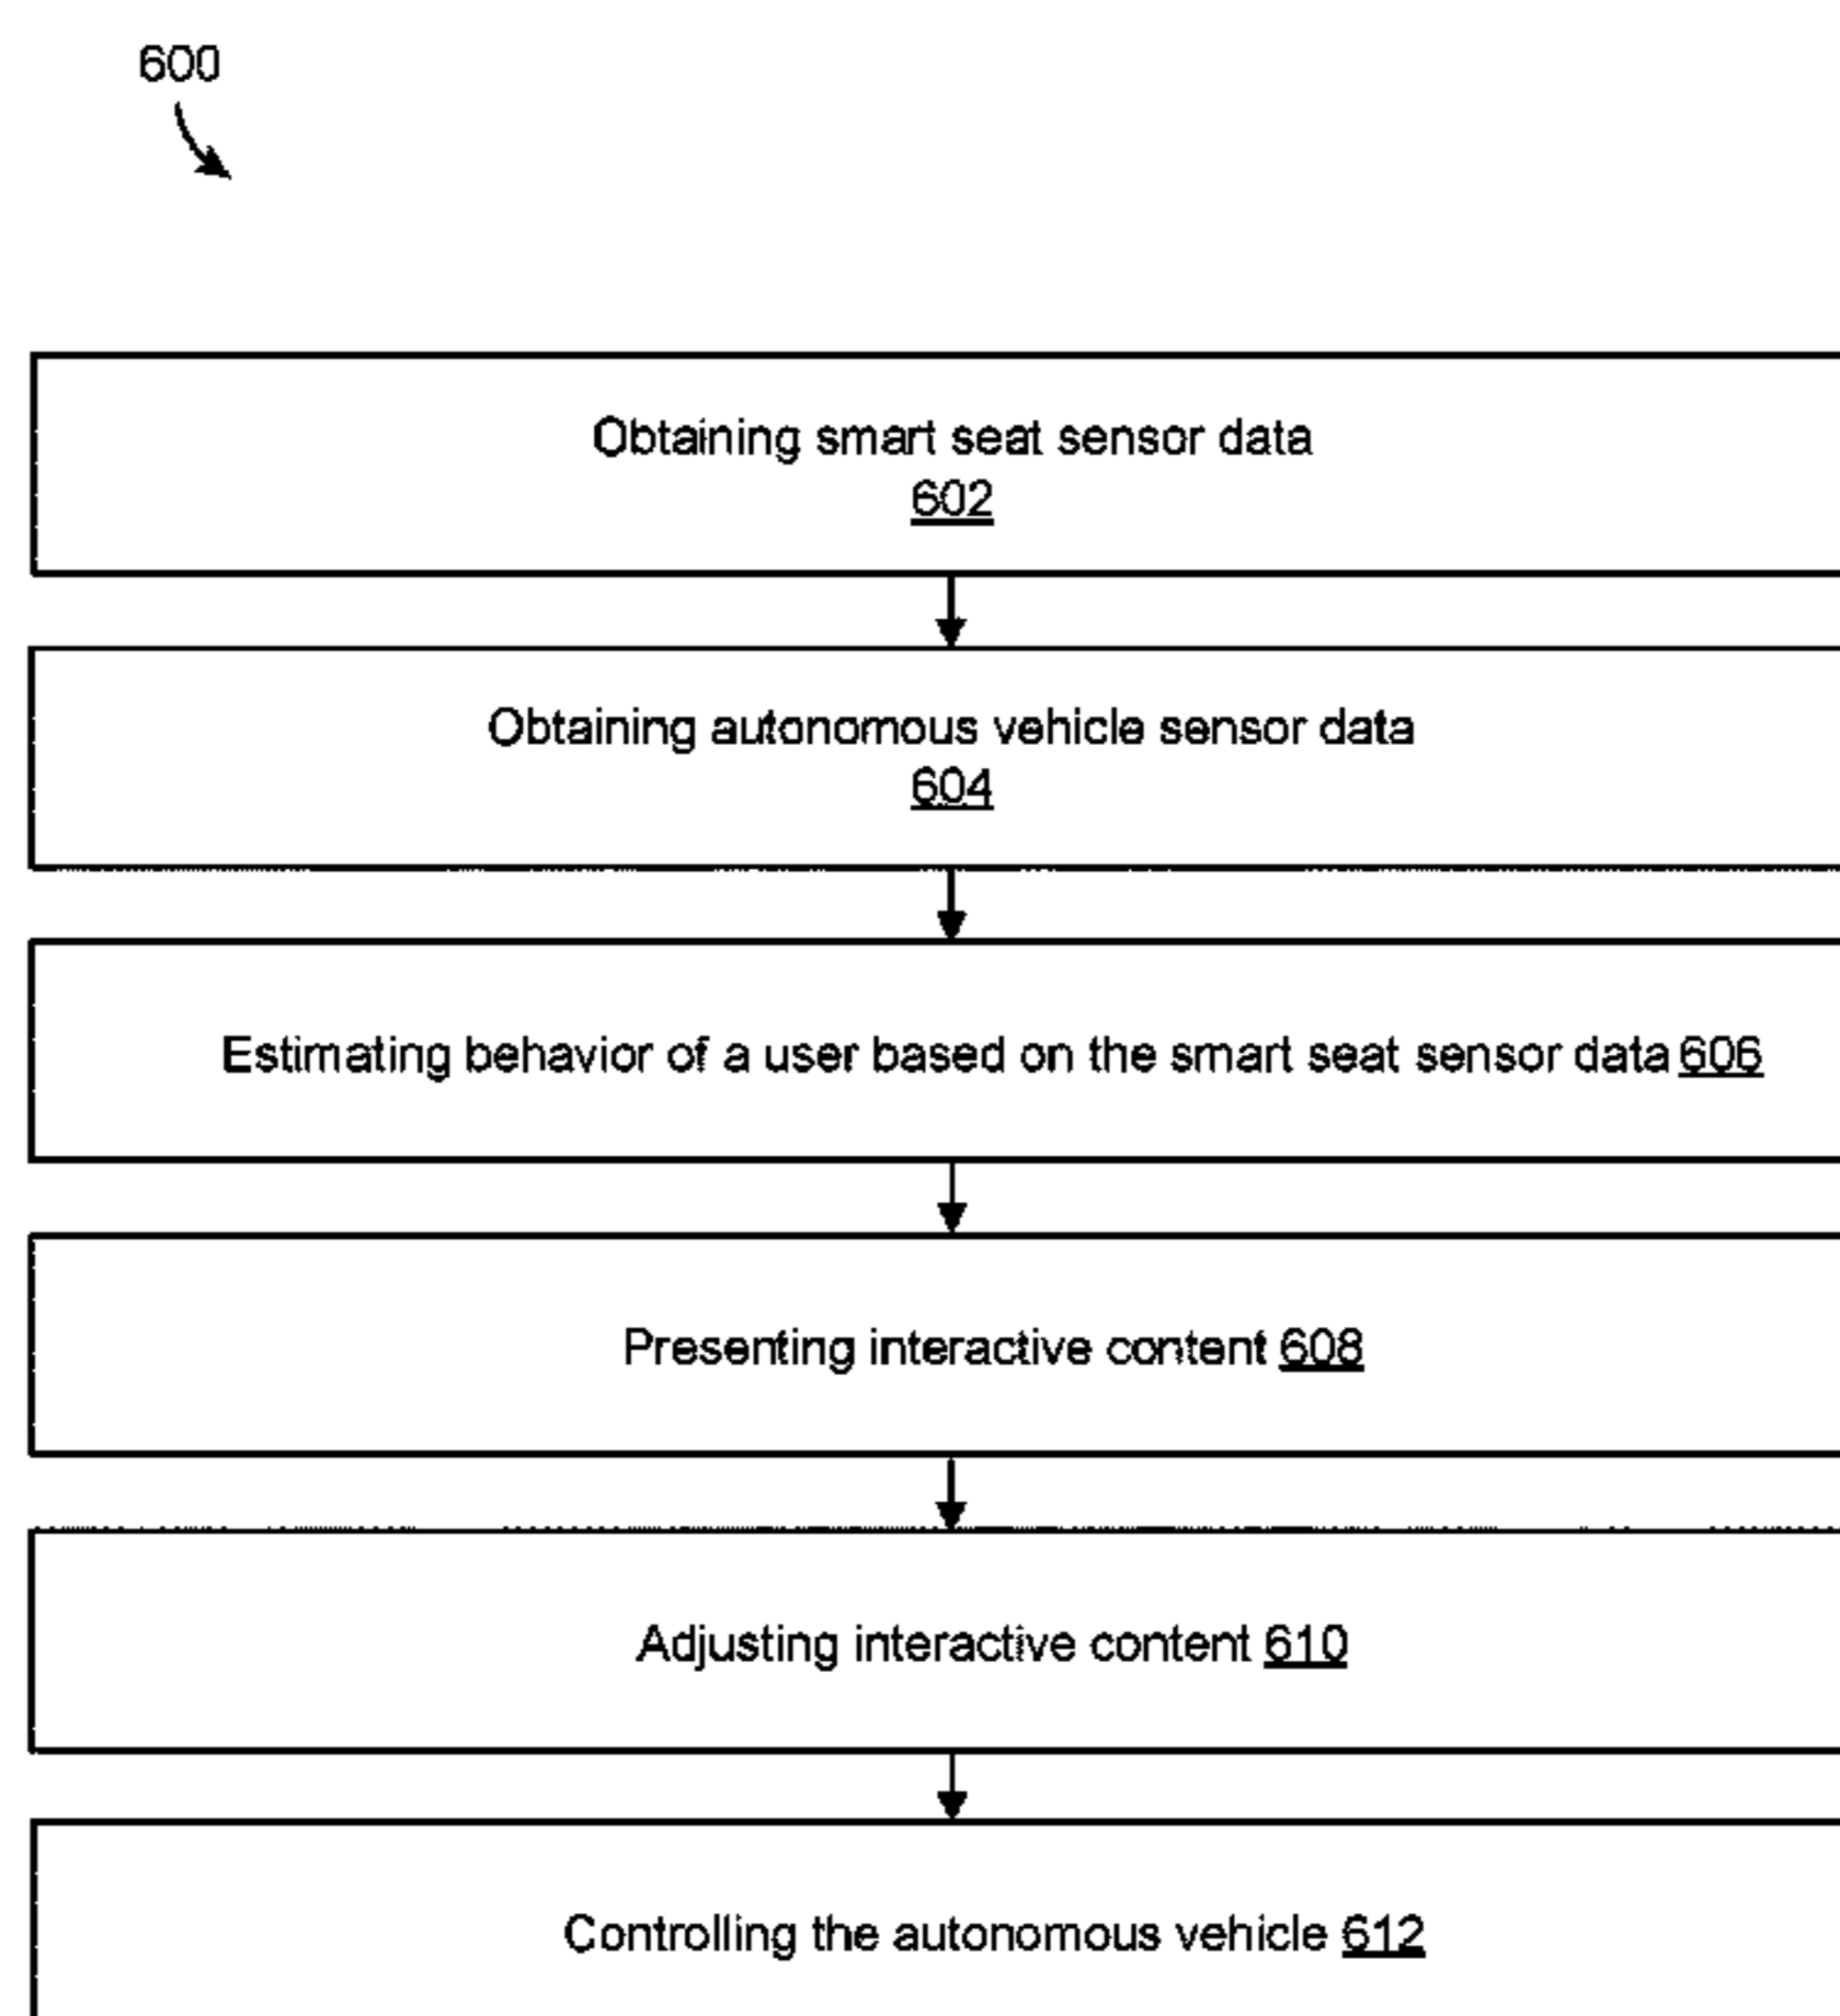 600
Obtaining smart seat sensor data
602
Obtaining autonomous vehicle sensor data
604
Estimating behavior of a user based on the smart seat sensor data 606
Presenting interactive content 608
Adjusting interactive content 610
Controlling the autonomous vehicle 612